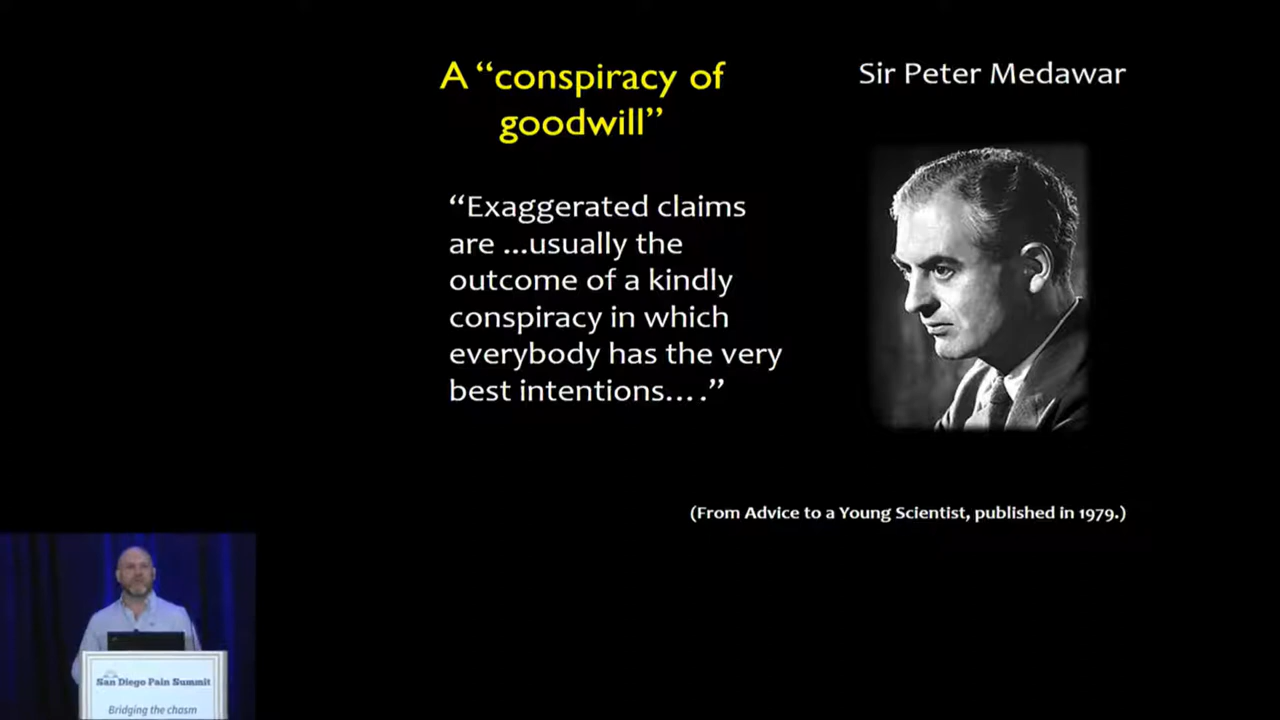 A “conspiracy of
goodwill”
Sir Peter Medawar
“Exaggerated claims
are ...usually the
outcome of a kindly
conspiracy in which
everybody has the very
best intentions….”
(From Advice to a Young Scientist, published in 1979.)
San Diego Pain Summit
Bridging the chasm